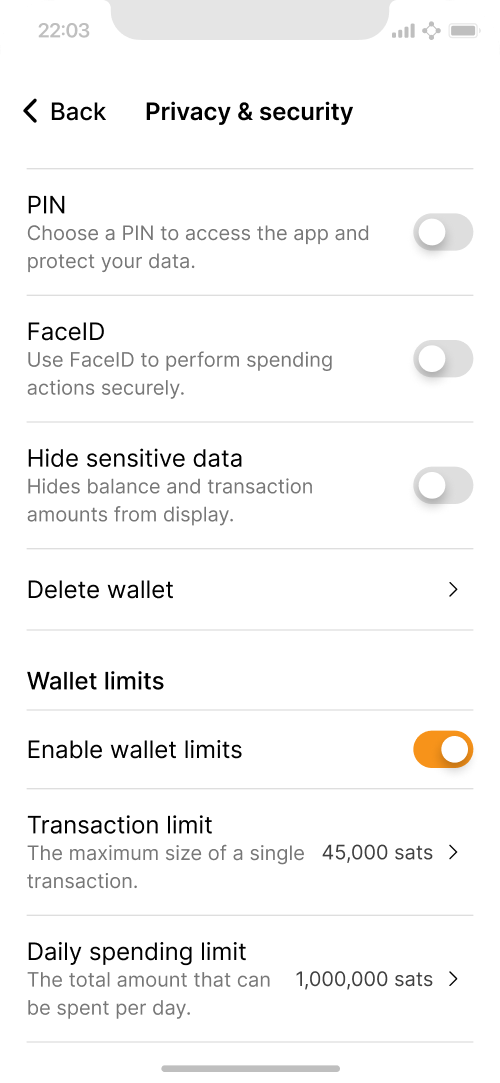 22:03
Back Privacy & security
PIN
Choose a PIN to access the app and
protect your data.
FaceID
Use FaceID to perform spending
actions securely.
Hide sensitive data
Hides balance and transaction
amounts from display.
Delete wallet
Wallet limits
Enable wallet limits
Transaction limit
The maximum size of a single 45,000 sats
transaction.
Daily spending limit
The total amount that can 1,000,000 sats
be spent per day.